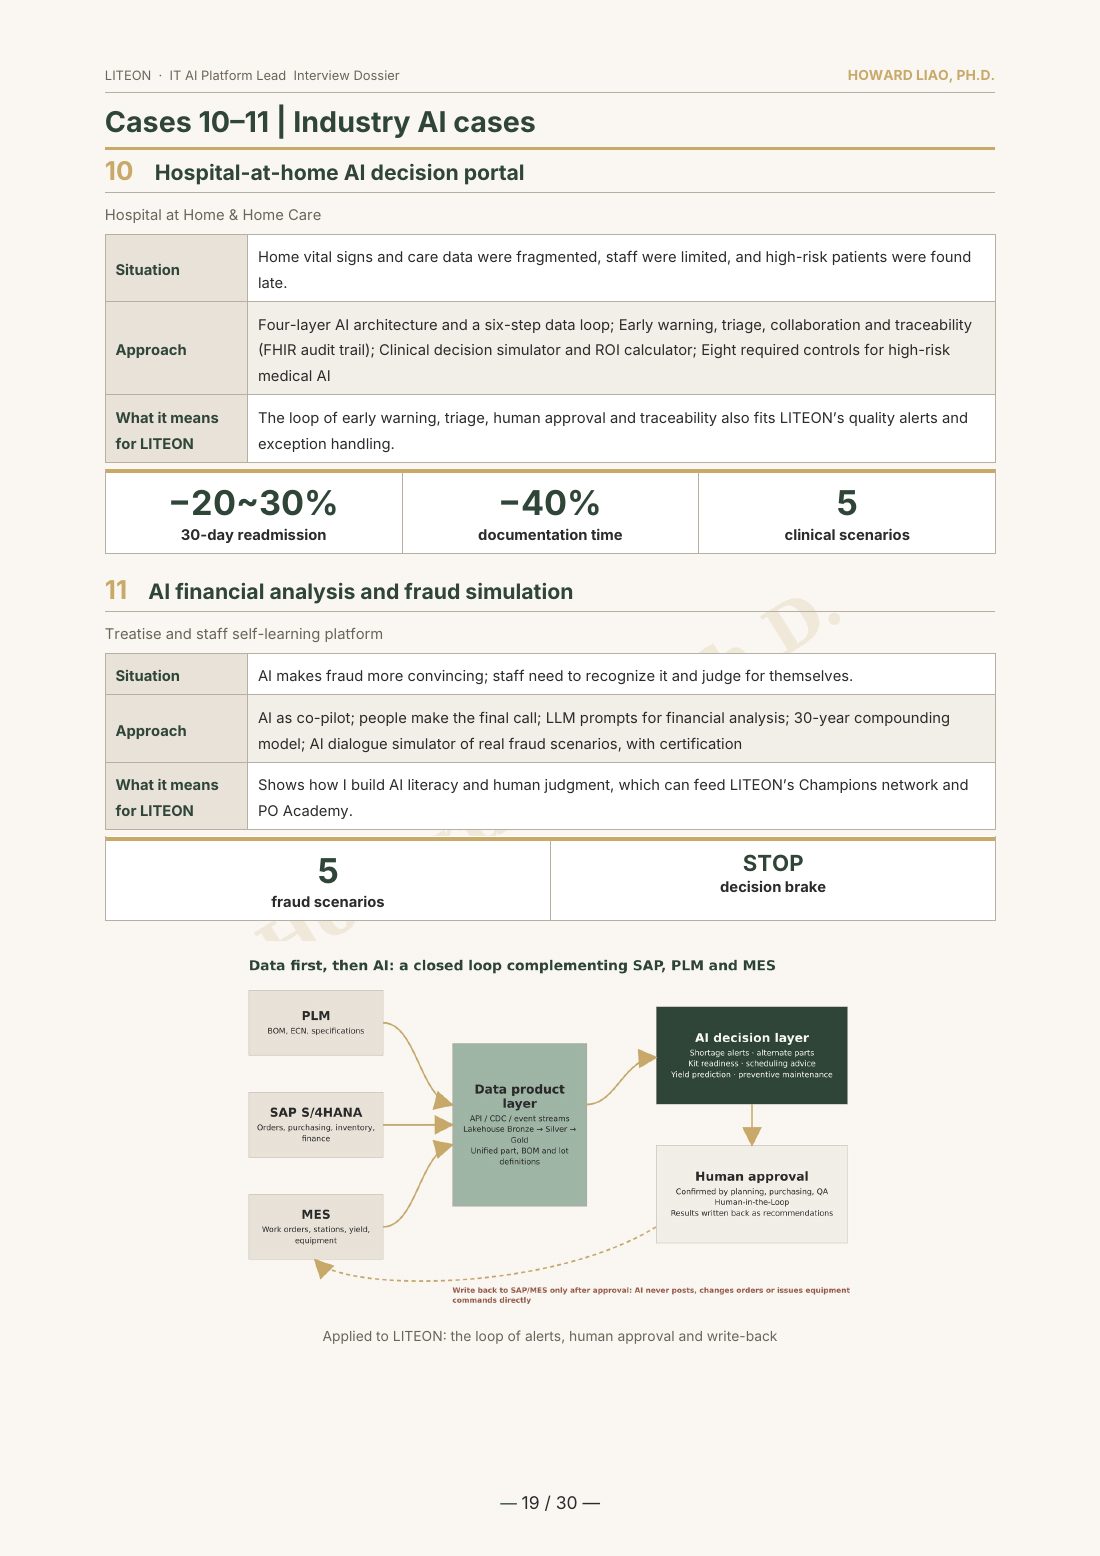 LITEON · IT AI Platform Lead Interview Dossier
HOWARD LIAO, PH.D.
Cases 10–11 | Industry AI cases
10 Hospital-at-home AI decision portal
Hospital at Home & Home Care
Situation
Home vital signs and care data were fragmented, staff were limited, and high-risk patients were found
late.
Approach
Four-layer AI architecture and a six-step data loop; Early warning, triage, collaboration and traceability
(FHIR audit trail); Clinical decision simulator and ROI calculator; Eight required controls for high-risk
medical AI
What it means
for LITEON
The loop of early warning, triage, human approval and traceability also fits LITEON’s quality alerts and
exception handling.
−20~30%
30-day readmission
−40%
documentation time
5
clinical scenarios
11 AI financial analysis and fraud simulation
Treatise and staff self-learning platform
Situation
AI makes fraud more convincing; staff need to recognize it and judge for themselves.
Approach
AI as co-pilot; people make the final call; LLM prompts for financial analysis; 30-year compounding
model; AI dialogue simulator of real fraud scenarios, with certification
What it means
for LITEON
Shows how I build AI literacy and human judgment, which can feed LITEON’s Champions network and
PO Academy.
5
fraud scenarios
STOP
decision brake
Data first, then AI: a closed loop complementing SAP, PLM and MES
PLM
BOM, ECN, specifications
SAP S/4HANA
Orders, purchasing, inventory,
finance
MES
Work orders, stations, yield,
equipment
Data product
layer
API / CDC / event streams
Lakehouse Bronze → Silver →
Gold
Unified part, BOM and lot
definitions
AI decision layer
Shortage alerts · alternate parts
Kit readiness · scheduling advice
Yield prediction · preventive maintenance
Human approval
Confirmed by planning, purchasing, QA
Human-in-the-Loop
Results written back as recommendations
Write back to SAP/MES only after approval: AI never posts, changes orders or issues equipment
commands directly
Applied to LITEON: the loop of alerts, human approval and write-back
— 19 / 30 —